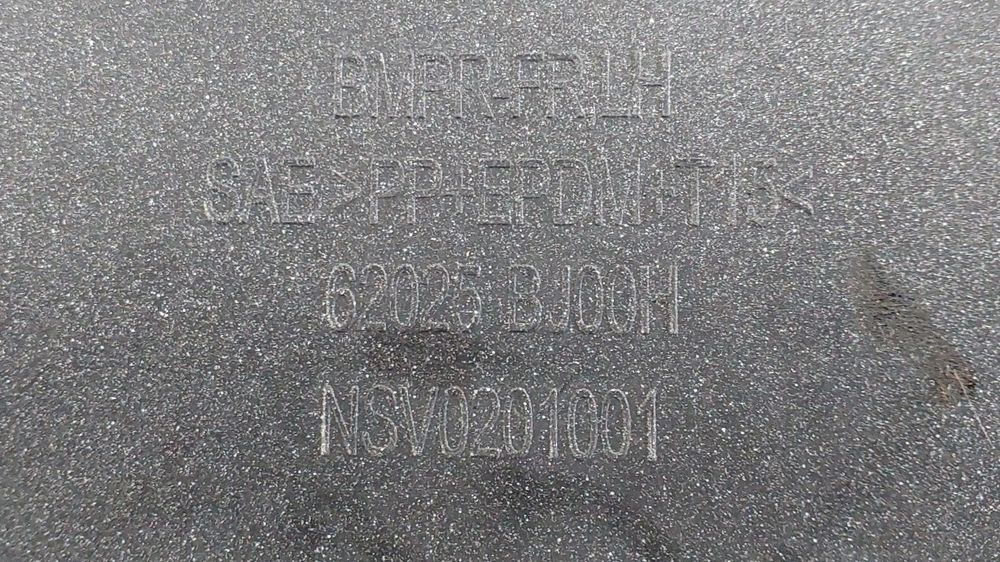 BMPR-FR.LH
SAE >PP+EPDM+T15<
62025 BJ00H
NSV0201001